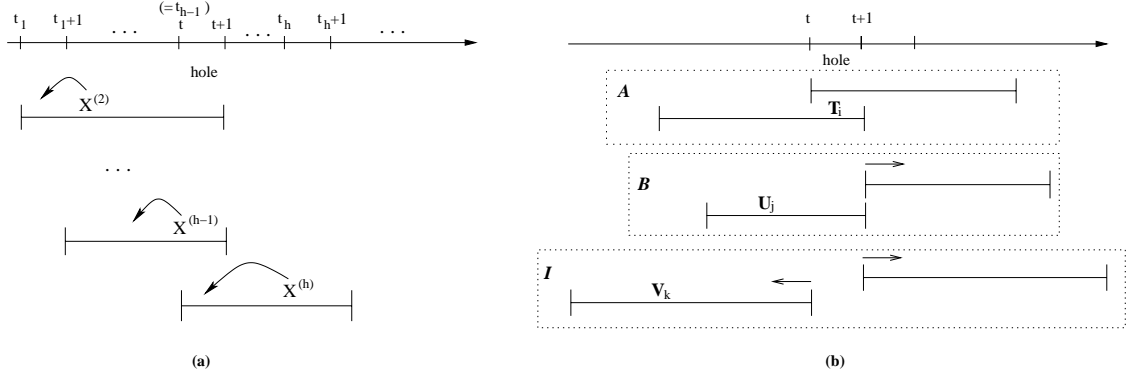 (=t_{h−1})
t_1 t_1+1 . . . t t+1 . . . t_h t_h+1 . . .
hole
X^{(2)}
. . .
X^{(h−1)}
X^{(h)}
(a)
t t+1
hole
A
T_i
B
U_j
I
V_k
(b)